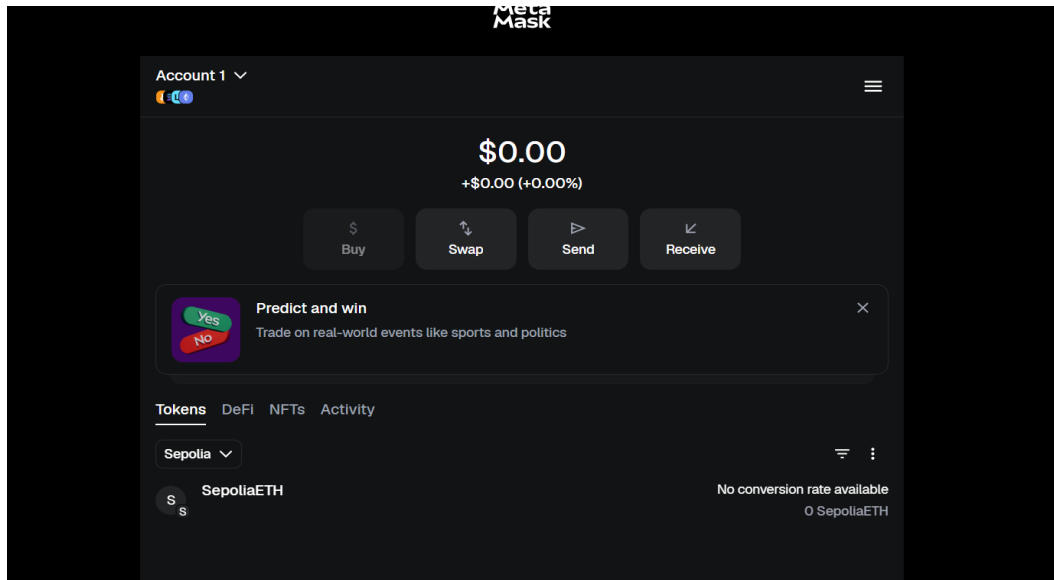 Meta
Mask
Account 1
$0.00
+$0.00 (+0.00%)
$
Buy
Swap
Send
Receive
Yes
No
Predict and win
Trade on real-world events like sports and politics
Tokens DeFi NFTs Activity
Sepolia
S
S
SepoliaETH
No conversion rate available
0 SepoliaETH